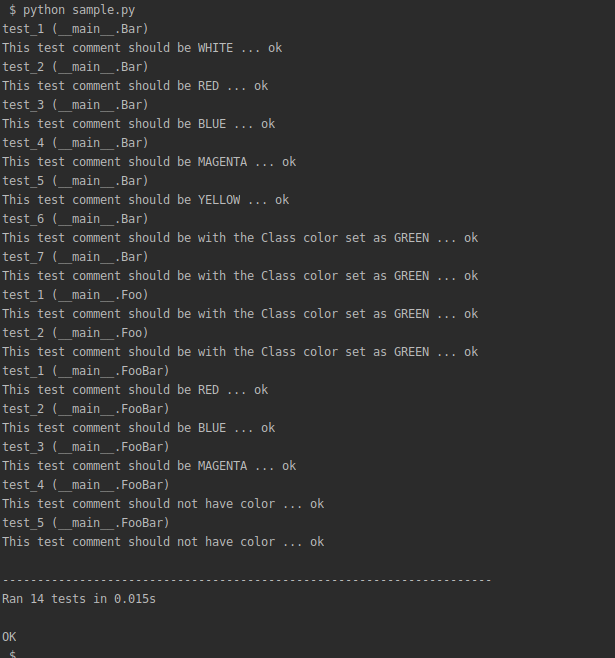 $ python sample.py
test_1 (__main__.Bar)
This test comment should be WHITE ... ok
test_2 (__main__.Bar)
This test comment should be RED ... ok
test_3 (__main__.Bar)
This test comment should be BLUE ... ok
test_4 (__main__.Bar)
This test comment should be MAGENTA ... ok
test_5 (__main__.Bar)
This test comment should be YELLOW ... ok
test_6 (__main__.Bar)
This test comment should be with the Class color set as GREEN ... ok
test_7 (__main__.Bar)
This test comment should be with the Class color set as GREEN ... ok
test_1 (__main__.Foo)
This test comment should be with the Class color set as GREEN ... ok
test_2 (__main__.Foo)
This test comment should be with the Class color set as GREEN ... ok
test_1 (__main__.FooBar)
This test comment should be RED ... ok
test_2 (__main__.FooBar)
This test comment should be BLUE ... ok
test_3 (__main__.FooBar)
This test comment should be MAGENTA ... ok
test_4 (__main__.FooBar)
This test comment should not have color ... ok
test_5 (__main__.FooBar)
This test comment should not have color ... ok
----------------------------------------------------------------------
Ran 14 tests in 0.015s
OK
$